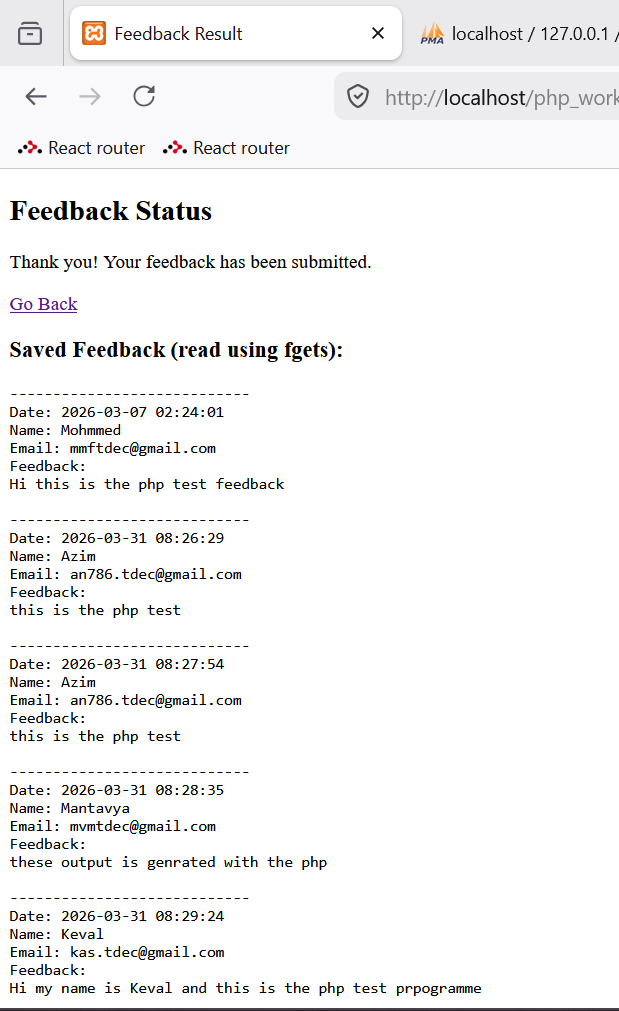 Feedback Result
PMA
localhost / 127.0.0.1 /
http://localhost/php_work
React router
React router
Feedback Status
Thank you! Your feedback has been submitted.
Go Back
Saved Feedback (read using fgets):
----------------------------
Date: 2026-03-07 02:24:01
Name: Mohmmed
Email: mmftdec@gmail.com
Feedback:
Hi this is the php test feedback
----------------------------
Date: 2026-03-31 08:26:29
Name: Azim
Email: an786.tdec@gmail.com
Feedback:
this is the php test
----------------------------
Date: 2026-03-31 08:27:54
Name: Azim
Email: an786.tdec@gmail.com
Feedback:
this is the php test
----------------------------
Date: 2026-03-31 08:28:35
Name: Mantavya
Email: mvmtdec@gmail.com
Feedback:
these output is genrated with the php
----------------------------
Date: 2026-03-31 08:29:24
Name: Keval
Email: kas.tdec@gmail.com
Feedback:
Hi my name is Keval and this is the php test prpogramme